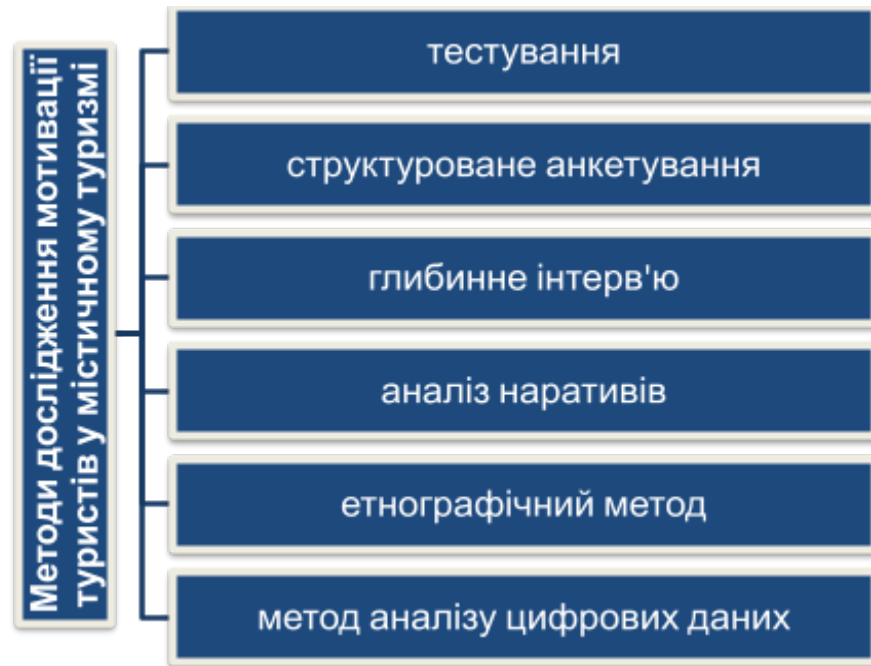 Методи дослідження мотивації
туристів у містичному туризмі
тестування
структуроване анкетування
глибинне інтерв'ю
аналіз наративів
етнографічний метод
метод аналізу цифрових даних